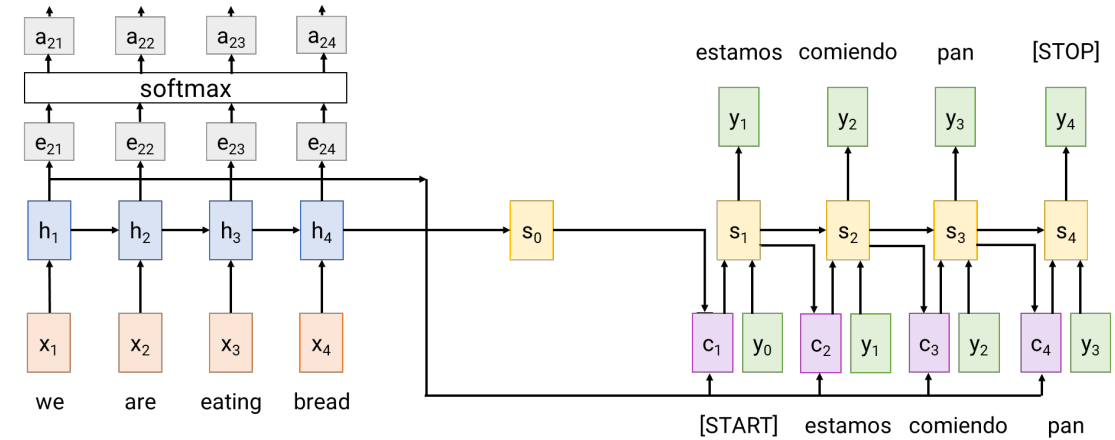 a21 a22 a23 a24
softmax
e21 e22 e23 e24
h1 h2 h3 h4
x1 x2 x3 x4
we are eating bread
s0
estamos comiendo pan [STOP]
y1 y2 y3 y4
s1 s2 s3 s4
c1 y0 c2 y1 c3 y2 c4 y3
[START] estamos comiendo pan